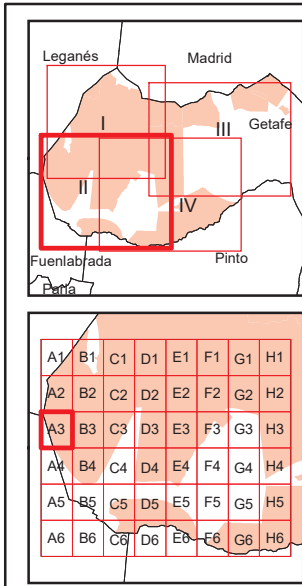 Leganés Madrid
I
III
Getafe
II
IV
Fuenlabrada Pinto
Parla
A1 B1 C1 D1 E1 F1 G1 H1
A2 B2 C2 D2 E2 F2 G2 H2
A3 B3 C3 D3 E3 F3 G3 H3
A4 B4 C4 D4 E4 F4 G4 H4
A5 B5 C5 D5 E5 F5 G5 H5
A6 B6 C6 D6 E6 F6 G6 H6